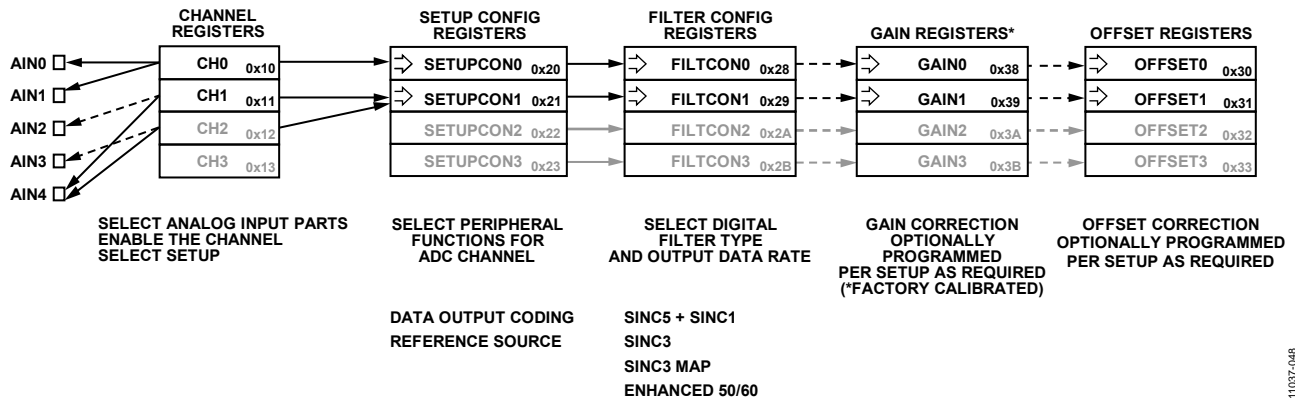 CHANNEL
REGISTERS
SETUP CONFIG
REGISTERS
FILTER CONFIG
REGISTERS
GAIN REGISTERS*
OFFSET REGISTERS
AIN0
AIN1
AIN2
AIN3
AIN4
CH0 0x10
CH1 0x11
CH2 0x12
CH3 0x13
SETUPCON0 0x20
SETUPCON1 0x21
SETUPCON2 0x22
SETUPCON3 0x23
FILTCON0 0x28
FILTCON1 0x29
FILTCON2 0x2A
FILTCON3 0x2B
GAIN0 0x38
GAIN1 0x39
GAIN2 0x3A
GAIN3 0x3B
OFFSET0 0x30
OFFSET1 0x31
OFFSET2 0x32
OFFSET3 0x33
SELECT ANALOG INPUT PARTS
ENABLE THE CHANNEL
SELECT SETUP
SELECT PERIPHERAL
FUNCTIONS FOR
ADC CHANNEL
SELECT DIGITAL
FILTER TYPE
AND OUTPUT DATA RATE
GAIN CORRECTION
OPTIONALLY
PROGRAMMED
PER SETUP AS REQUIRED
(*FACTORY CALIBRATED)
OFFSET CORRECTION
OPTIONALLY PROGRAMMED
PER SETUP AS REQUIRED
DATA OUTPUT CODING
REFERENCE SOURCE
SINC5 + SINC1
SINC3
SINC3 MAP
ENHANCED 50/60
11037-048